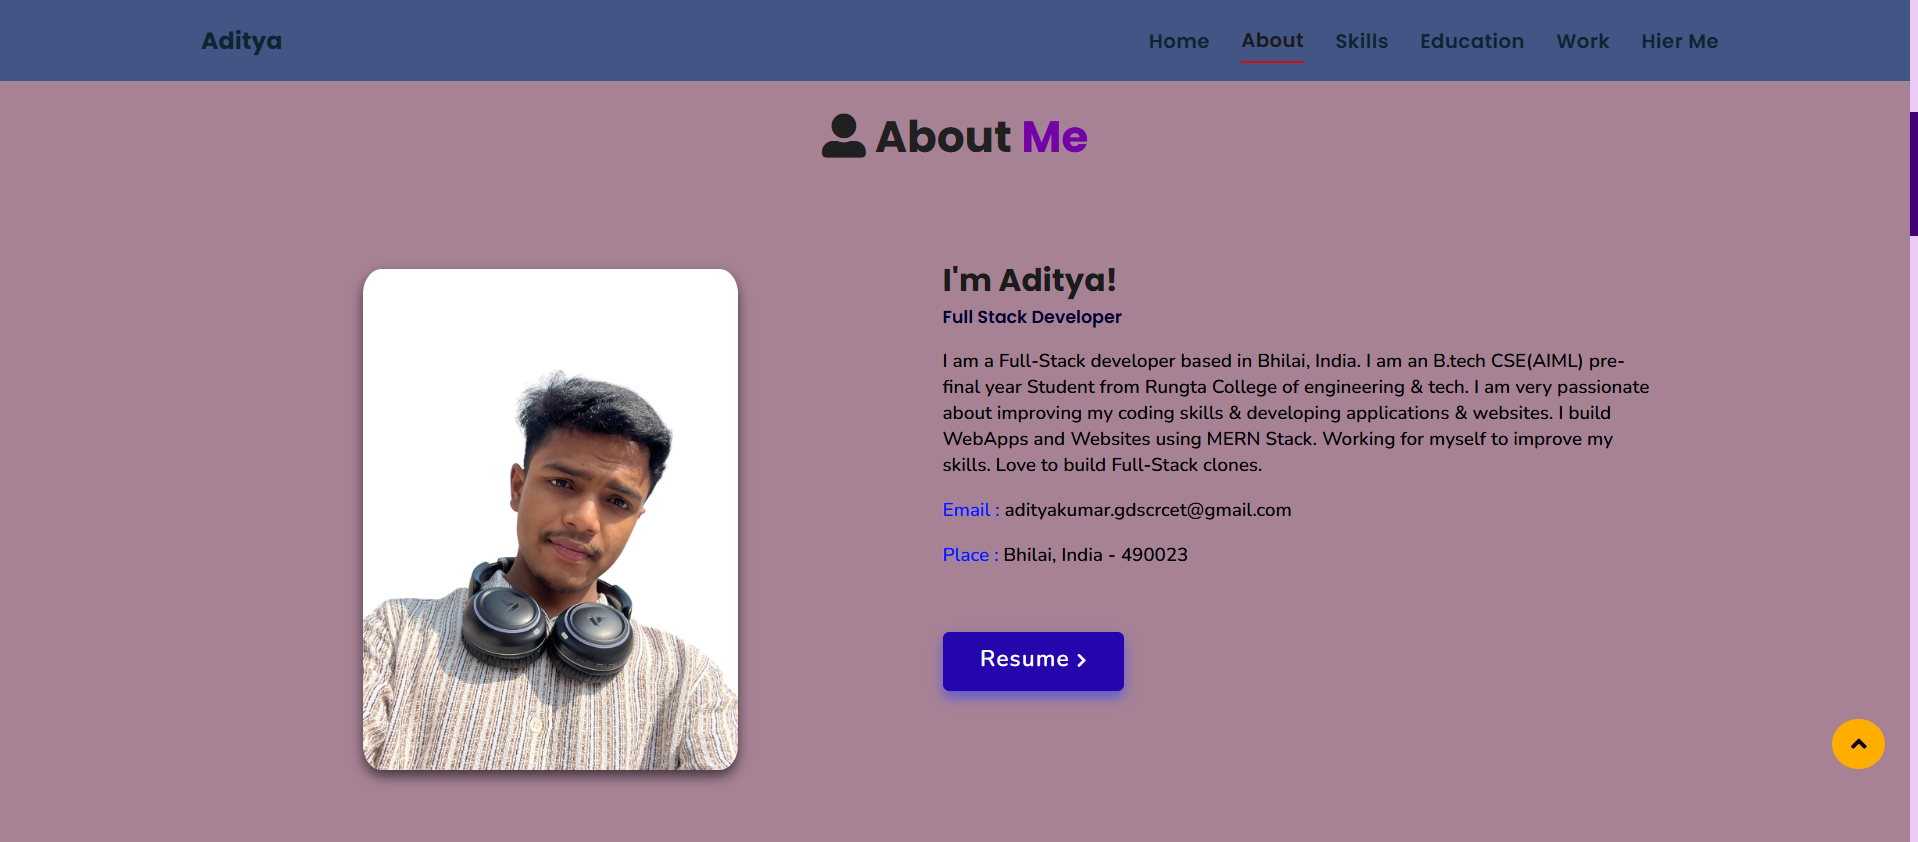 Aditya
Home About Skills Education Work Hier Me
About Me
I'm Aditya!
Full Stack Developer
I am a Full-Stack developer based in Bhilai, India. I am an B.tech CSE(AIML) pre-
final year Student from Rungta College of engineering & tech. I am very passionate
about improving my coding skills & developing applications & websites. I build
WebApps and Websites using MERN Stack. Working for myself to improve my
skills. Love to build Full-Stack clones.
Email : adityakumar.gdscrcet@gmail.com
Place : Bhilai, India - 490023
Resume